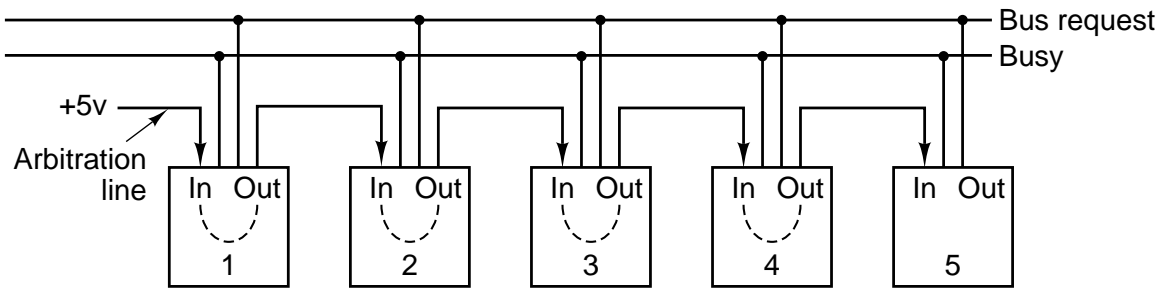 Bus request
Busy
+5v
Arbitration
line
In Out In Out In Out In Out In Out
1 2 3 4 5